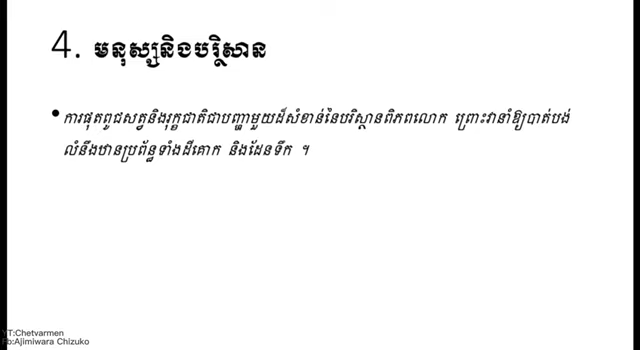 4. មនុស្សនិងបរិស្ថាន
• ការផុតពូជសត្វនិងរុក្ខជាតិជាបញ្ហាមួយដ៏សំខាន់នៃបរិស្ថានពិភពលោក ព្រោះវានាំឱ្យបាត់បង់
លំនឹងឋានប្រព័ន្ធទាំងដីគោក និងដែនទឹក ។
YT:Chetvarmen
Fb:Ajimiwara Chizuko